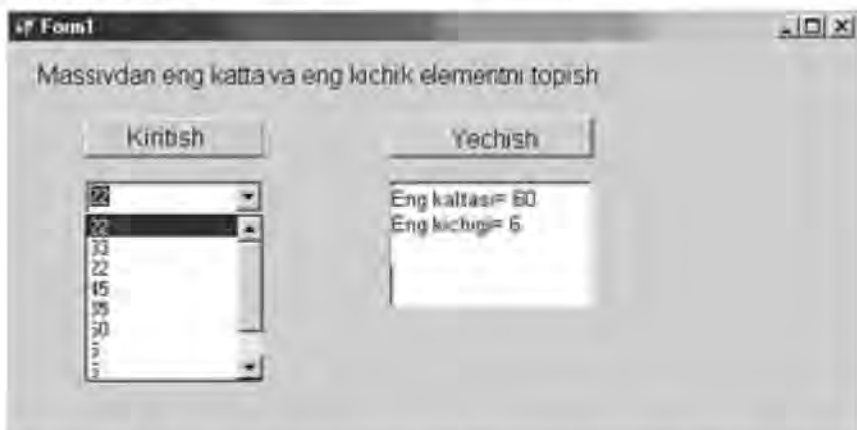 Form1
Massivdan eng katta va eng kichik elementni topish
Kiritish
Yechish
22
22
33
22
45
Eng kattasi= 60
Eng kichigi= 6